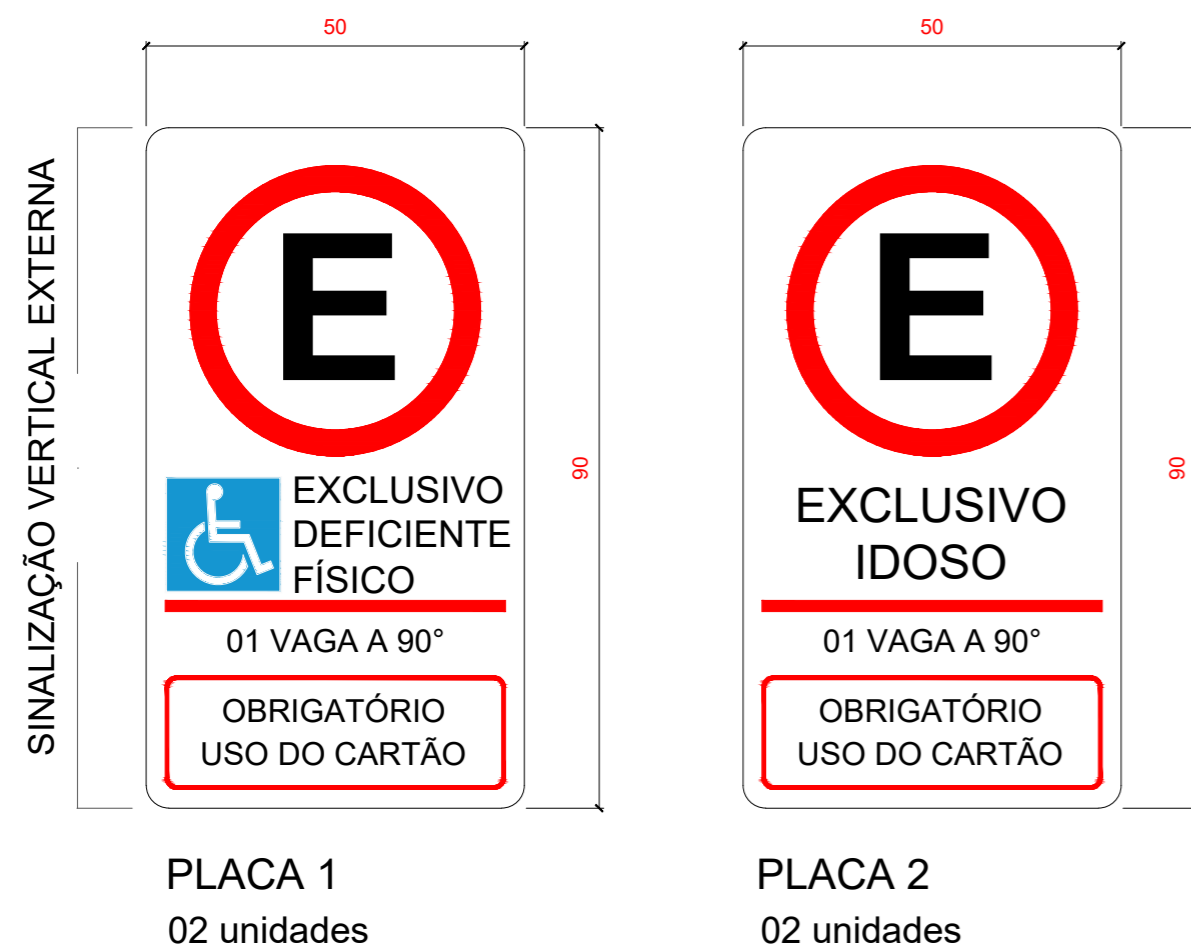 SINALIZAÇÃO VERTICAL EXTERNA
50
90
E
EXCLUSIVO
DEFICIENTE
FÍSICO
01 VAGA A 90°
OBRIGATÓRIO
USO DO CARTÃO
PLACA 1
02 unidades
50
90
E
EXCLUSIVO
IDOSO
01 VAGA A 90°
OBRIGATÓRIO
USO DO CARTÃO
PLACA 2
02 unidades